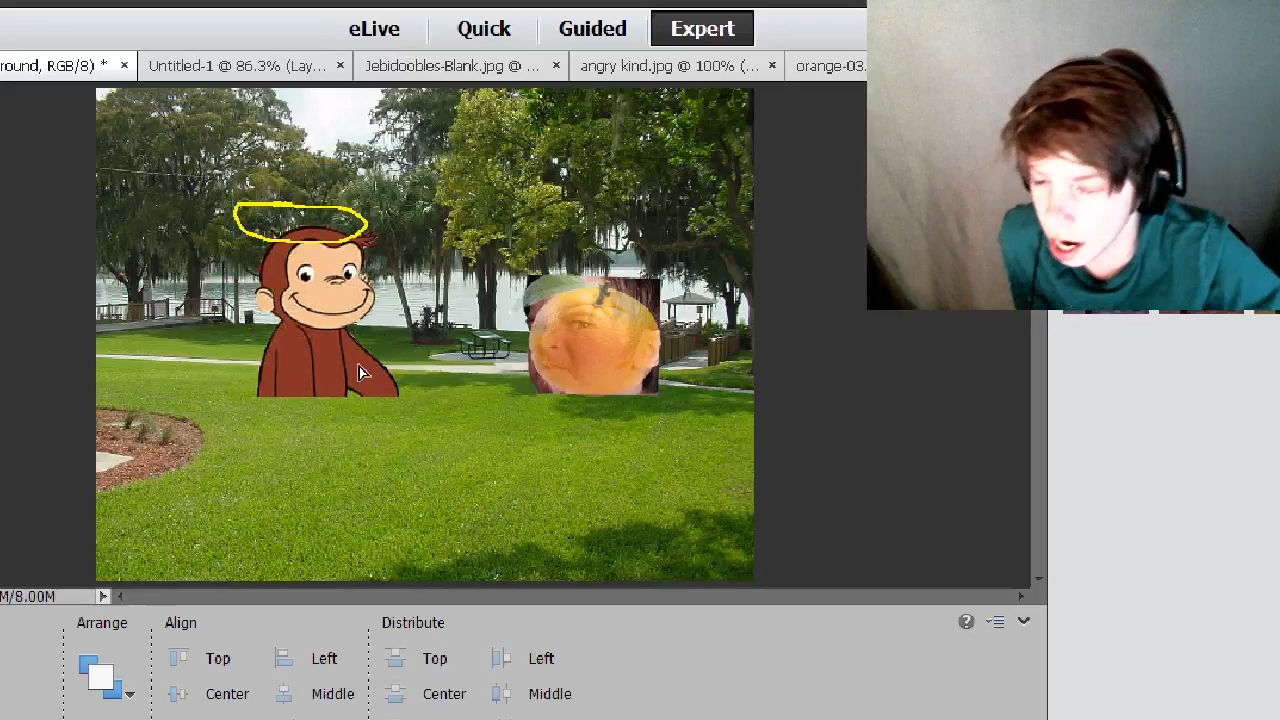 eLive Quick Guided Expert
round, RGB/8) * × Untitled-1 @ 86.3% (Lay... × Jebidoobles-Blank.jpg @ ... × angry kind.jpg @ 100% (... × orange-03.
M/8.00M
Arrange Align Distribute
Top Left Top Left
Center Middle Center Middle